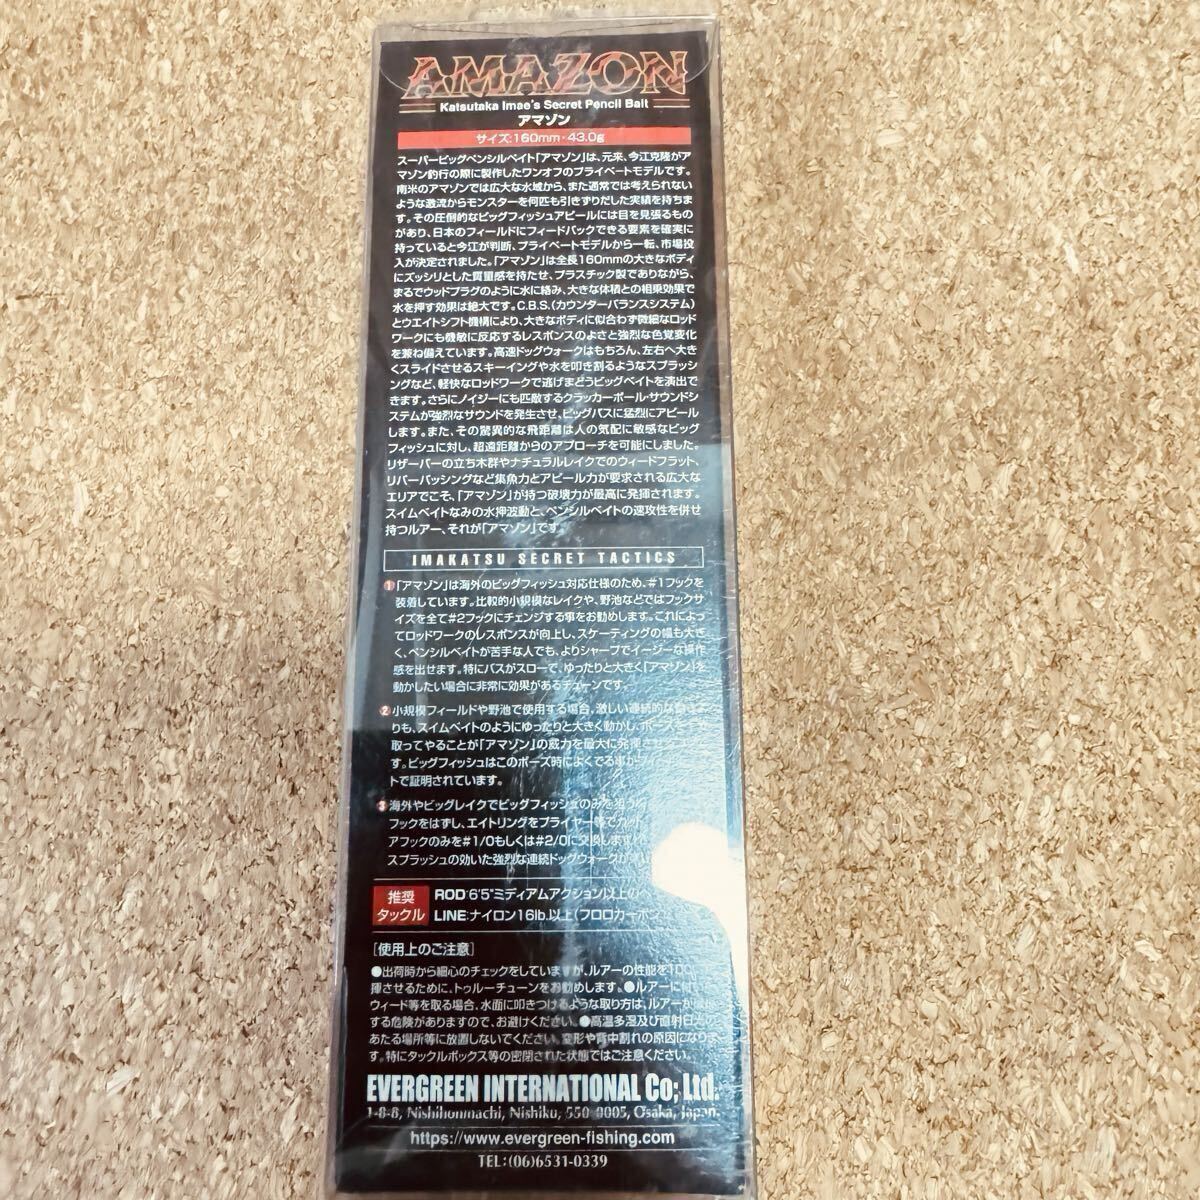 AMAZON
Katsutaka Imae's Secret Pencil Bait
アマゾン
サイズ:160mm・43.0g
スーパービッグペンシルベイト「アマゾン」は、元来、今江克隆がア
マゾン釣行の際に製作したワンオフのプライベートモデルです。
南米のアマゾンでは広大な水域から、また通常では考えられない
ような激流からモンスターを何匹も引きずりだした実績を持ちま
す。その圧倒的なビッグフィッシュアピールには目を見張るもの
があり、日本のフィールドにフィードバックできる要素を確実に
持っていると今江が判断、プライベートモデルから一転、市場投
入が決定されました。「アマゾン」は全長160mmの大きなボディ
にズッシリとした質量感を持たせ、プラスチック製でありながら、
まるでウッドプラグのように水に絡み、大きな体積との相乗効果で
水を押す効果は絶大です。C.B.S.(カウンターバランスシステム)
とウエイトシフト機構により、大きなボディに似合わず微細なロッド
ワークにも機敏に反応するレスポンスのよさと強烈な色覚変化
を兼ね備えています。高速ドッグウォークはもちろん、左右へ大き
くスライドさせるスキーイングや水を叩き割るようなスプラッシ
ングなど、軽快なロッドワークで逃げまどうビッグベイトを演出で
きます。さらにノイジーにも匹敵するクラッカーボール・サウンドシ
ステムが強烈なサウンドを発生させ、ビッグバスに猛烈にアピール
します。また、その驚異的な飛距離は人の気配に敏感なビッグ
フィッシュに対し、超遠距離からのアプローチを可能にしました。
リザーバーの立ち木群やナチュラルレイクでのウィードフラット、
リバーバッシングなど集魚力とアピール力が要求される広大な
エリアでこそ、「アマゾン」が持つ破壊力が最高に発揮されます。
スイムベイトなみの水押波動と、ペンシルベイトの速攻性を併せ
持つルアー、それが「アマゾン」です。
IMAKATSU SECRET TACTICS
1 「アマゾン」は海外のビッグフィッシュ対応仕様のため、#1フックを
装着しています。比較的小規模なレイクや、野池などではフックサ
イズを全て#2フックにチェンジする事をお勧めします。これによっ
てロッドワークのレスポンスが向上し、スケーティングの幅も大き
く、ペンシルベイトが苦手な人でも、よりシャープでイージーな操作
感を出せます。特にバスがスローで、ゆったりと大きく「アマゾン」を
動かしたい場合に非常に効果があるチューンです。
2 小規模フィールドや野池で使用する場合、激しい連続的な
りも、スイムベイトのようにゆったりと大きく動かし、ポーズを
取ってやることが「アマゾン」の威力を最大に発揮させ
す。ビッグフィッシュはこのポーズ時によくでる事が
トで証明されています。
3 海外やビッグレイクでビッグフィッシュのみを狙う
フックをはずし、エイトリングをプライヤー等でカット
アフックのみを#1/0もしくは#2/0に交換します
スプラッシュの効いた強烈な連続ドッグウォークが
推奨
タックル
ROD:6'5"ミディアムアクション以上の
LINE:ナイロン16lb.以上(フロロカーボン
[使用上のご注意]
●出荷時から細心のチェックをしていますが、ルアーの性能を100
揮させるために、トゥルーチューンをお勧めします。●ルアーに
ウィード等を取る場合、水面に叩きつけるような取り方は、ルアーが
する危険がありますので、お避けください。●高温多湿及び直射日光の
あたる場所等に放置しないでください。変形や背中割れの原因になりま
す。特にタックルボックス等の密閉された状態ではご注意ください。
EVERGREEN INTERNATIONAL Co; Ltd.
1-8-8, Nishihonmachi, Nishiku, 550-0005, Osaka, Japan.
https://www.evergreen-fishing.com
TEL:(06)6531-0339